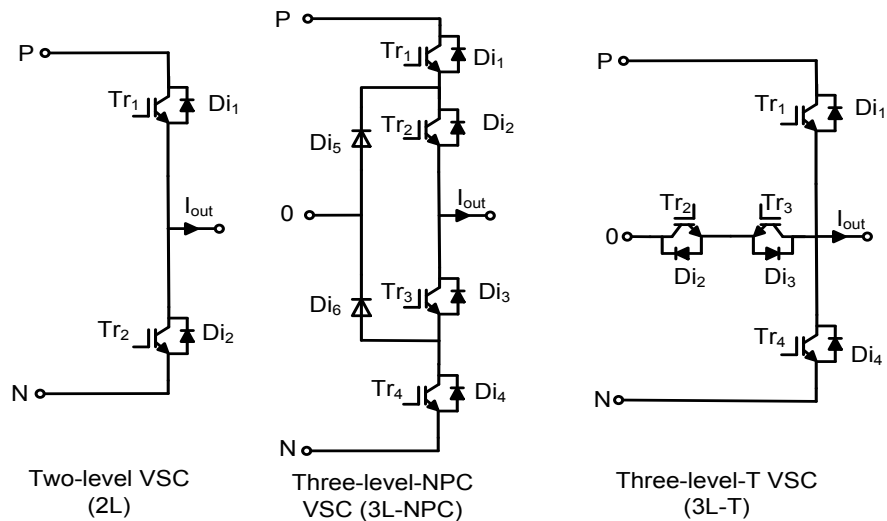 P
Tr1
Di1
Iout
Tr2
Di2
N
Two-level VSC
(2L)
P
Tr1
Di1
Tr2
Di2
Di5
0
Iout
Di6
Tr3
Di3
Tr4
Di4
N
Three-level-NPC
VSC (3L-NPC)
P
Tr1
Di1
Tr2
Tr3
Iout
0
Di2
Di3
Tr4
Di4
N
Three-level-T VSC
(3L-T)